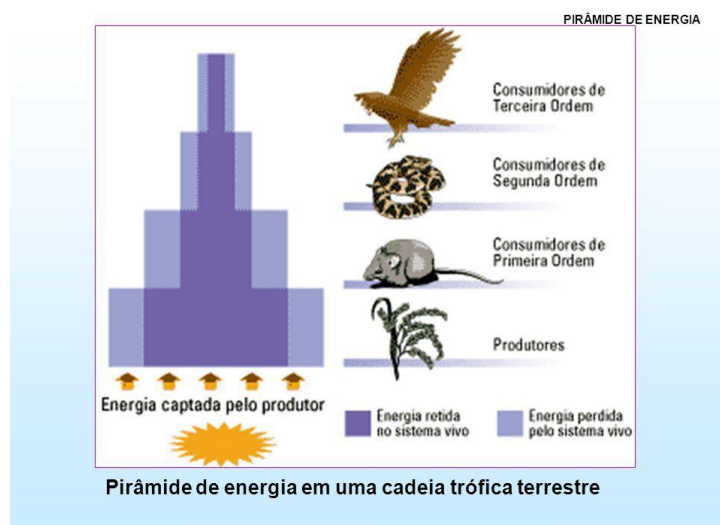 PIRÂMIDE DE ENERGIA
Consumidores de
Terceira Ordem
Consumidores de
Segunda Ordem
Consumidores de
Primeira Ordem
Produtores
Energia captada pelo produtor
Energia retida
no sistema vivo
Energia perdida
pelo sistema vivo
Pirâmide de energia em uma cadeia trófica terrestre